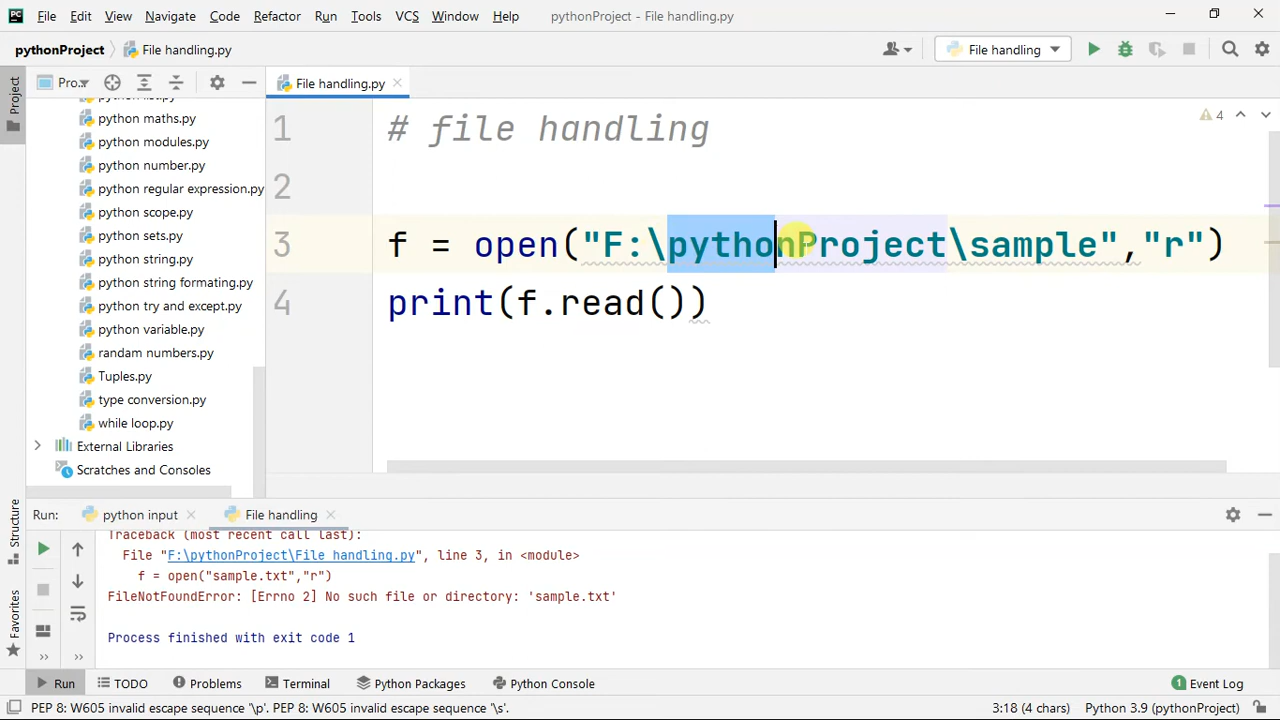 File Edit View Navigate Code Refactor Run Tools VCS Window Help pythonProject - File handling.py
pythonProject File handling.py File handling
Project
Pro... File handling.py
python maths.py
python modules.py
python number.py
python regular expression.py
python scope.py
python sets.py
python string.py
python string formating.py
python try and except.py
python variable.py
randam numbers.py
Tuples.py
type conversion.py
while loop.py
External Libraries
Scratches and Consoles
4
1 # file handling
2
3 f = open("F:\pythonProject\sample","r")
4 print(f.read())
Structure
Favorites
Run: python input File handling
Traceback (most recent call last):
File "F:\pythonProject\File handling.py", line 3, in <module>
f = open("sample.txt","r")
FileNotFoundError: [Errno 2] No such file or directory: 'sample.txt'
Process finished with exit code 1
Run TODO Problems Terminal Python Packages Python Console 1 Event Log
PEP 8: W605 invalid escape sequence '\p'. PEP 8: W605 invalid escape sequence '\s'. 3:18 (4 chars) Python 3.9 (pythonProject)